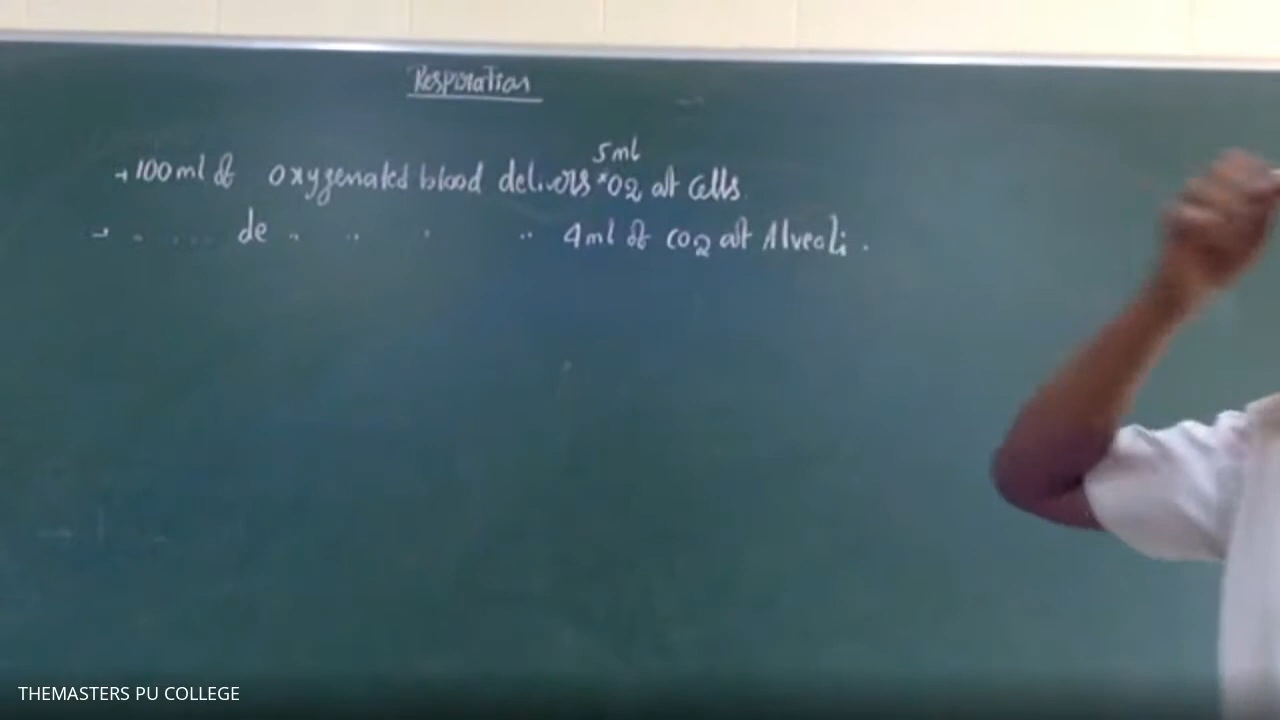 Respiration
→ 100ml of oxygenated blood delivers 5ml O2 at cells.
→ . . . . de .. .. . .. 4ml of CO2 at Alveoli .
THEMASTERS PU COLLEGE